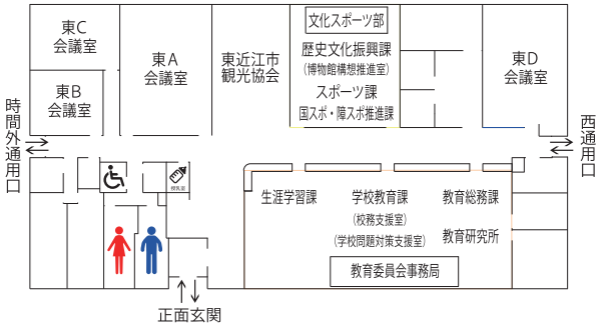 文化スポーツ部
東C
会議室
東A
会議室
東近江市
観光協会
歴史文化振興課
(博物館構想推進室)
スポーツ課
国スポ・障スポ推進課
東D
会議室
東B
会議室
時間外通用口
西通用口
授乳室
生涯学習課
学校教育課
(校務支援室)
(学校問題対策支援室)
教育総務課
教育研究所
教育委員会事務局
正面玄関